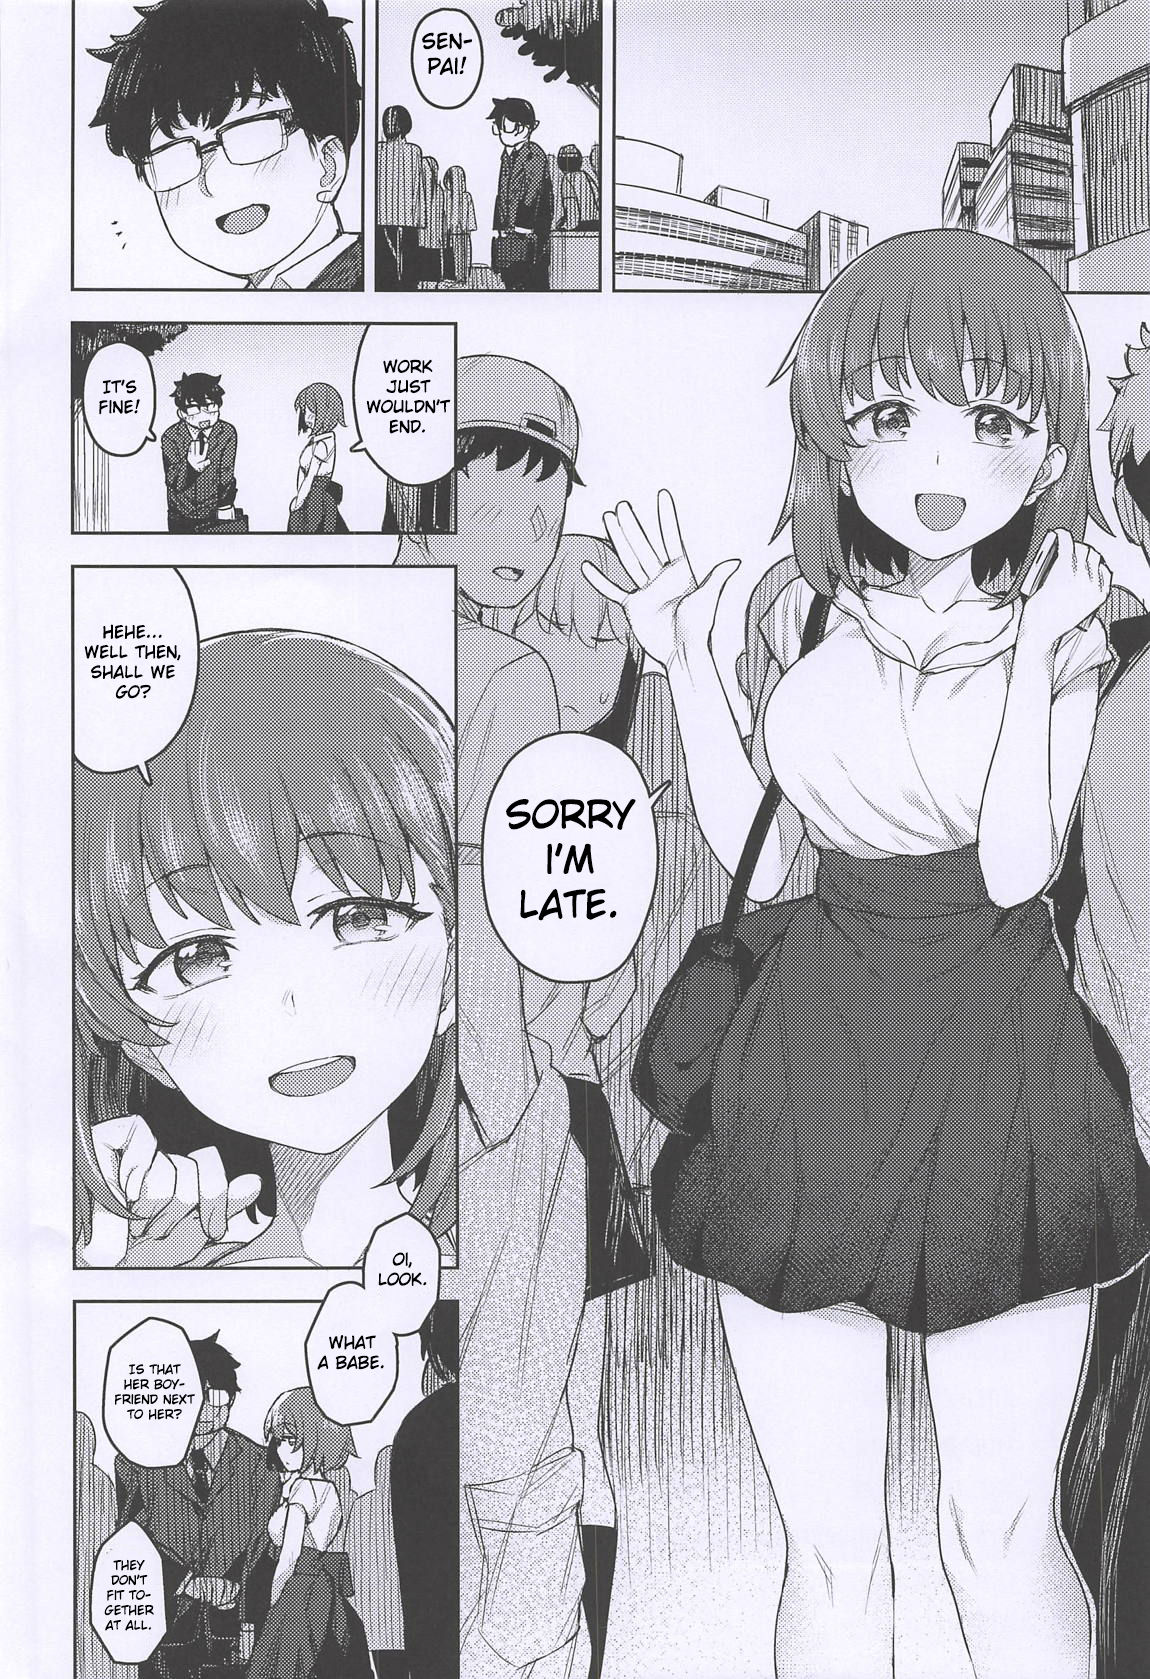 SEN-
PAI!
SORRY
I'M
LATE.
WORK
JUST
WOULDN'T
END.
IT'S
FINE!
HEHE...
WELL THEN,
SHALL WE
GO?
OI,
LOOK.
WHAT
A BABE.
IS THAT
HER BOY-
FRIEND NEXT
TO HER?
THEY
DON'T
FIT TO-
GETHER
AT ALL.